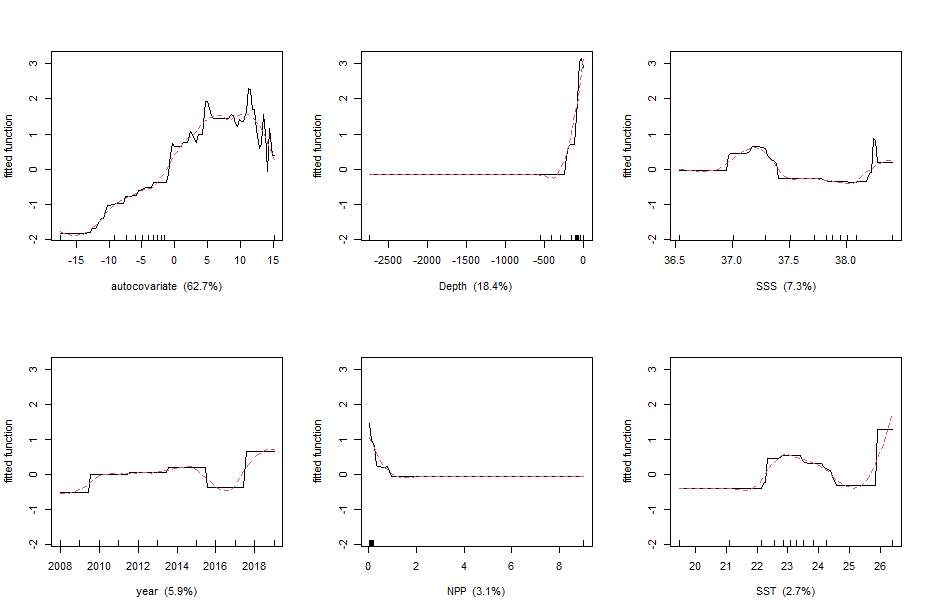 3 3 3
2 2 2
fitted function 1 fitted function 1 fitted function 1
0 0 0
-1 -1 -1
-2 -2 -2
-15 -10 -5 0 5 10 15 -2500 -2000 -1500 -1000 -500 0 36.5 37.0 37.5 38.0
autocovariate (62.7%) Depth (18.4%) SSS (7.3%)
3 3 3
2 2 2
fitted function 1 fitted function 1 fitted function 1
0 0 0
-1 -1 -1
-2 -2 -2
2008 2010 2012 2014 2016 2018 0 2 4 6 8 20 21 22 23 24 25 26
year (5.9%) NPP (3.1%) SST (2.7%)